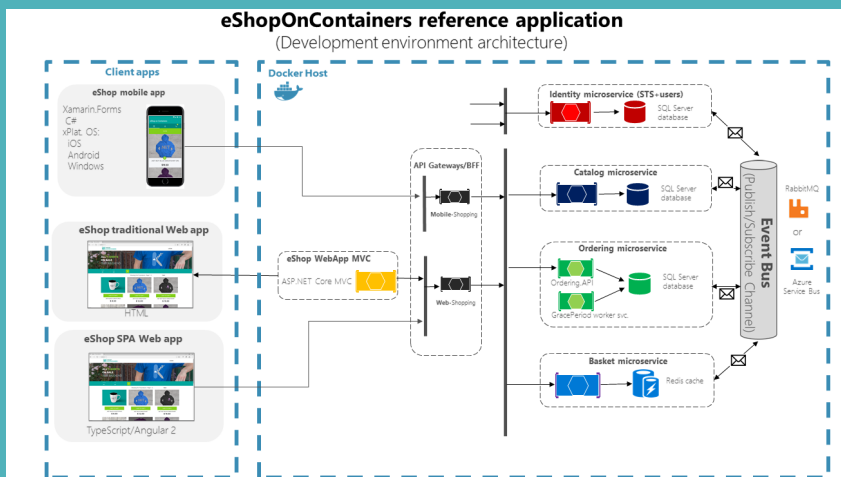 eShopOnContainers reference application
(Development environment architecture)
Client apps
eShop mobile app
Xamarin.Forms
C#
xPlat. OS:
iOS
Android
Windows
eShop traditional Web app
HTML
eShop SPA Web app
TypeScript/Angular 2
Docker Host
eShop WebApp MVC
ASP.NET Core MVC
API Gateways/BFF
Mobile-Shopping
Web-Shopping
Identity microservice (STS+users)
SQL Server
database
Catalog microservice
SQL Server
database
Ordering microservice
Ordering.API
GracePeriod worker svc.
SQL Server
database
Basket microservice
Redis cache
Event Bus
(Publish/Subscribe Channel)
RabbitMQ
or
Azure
Service Bus